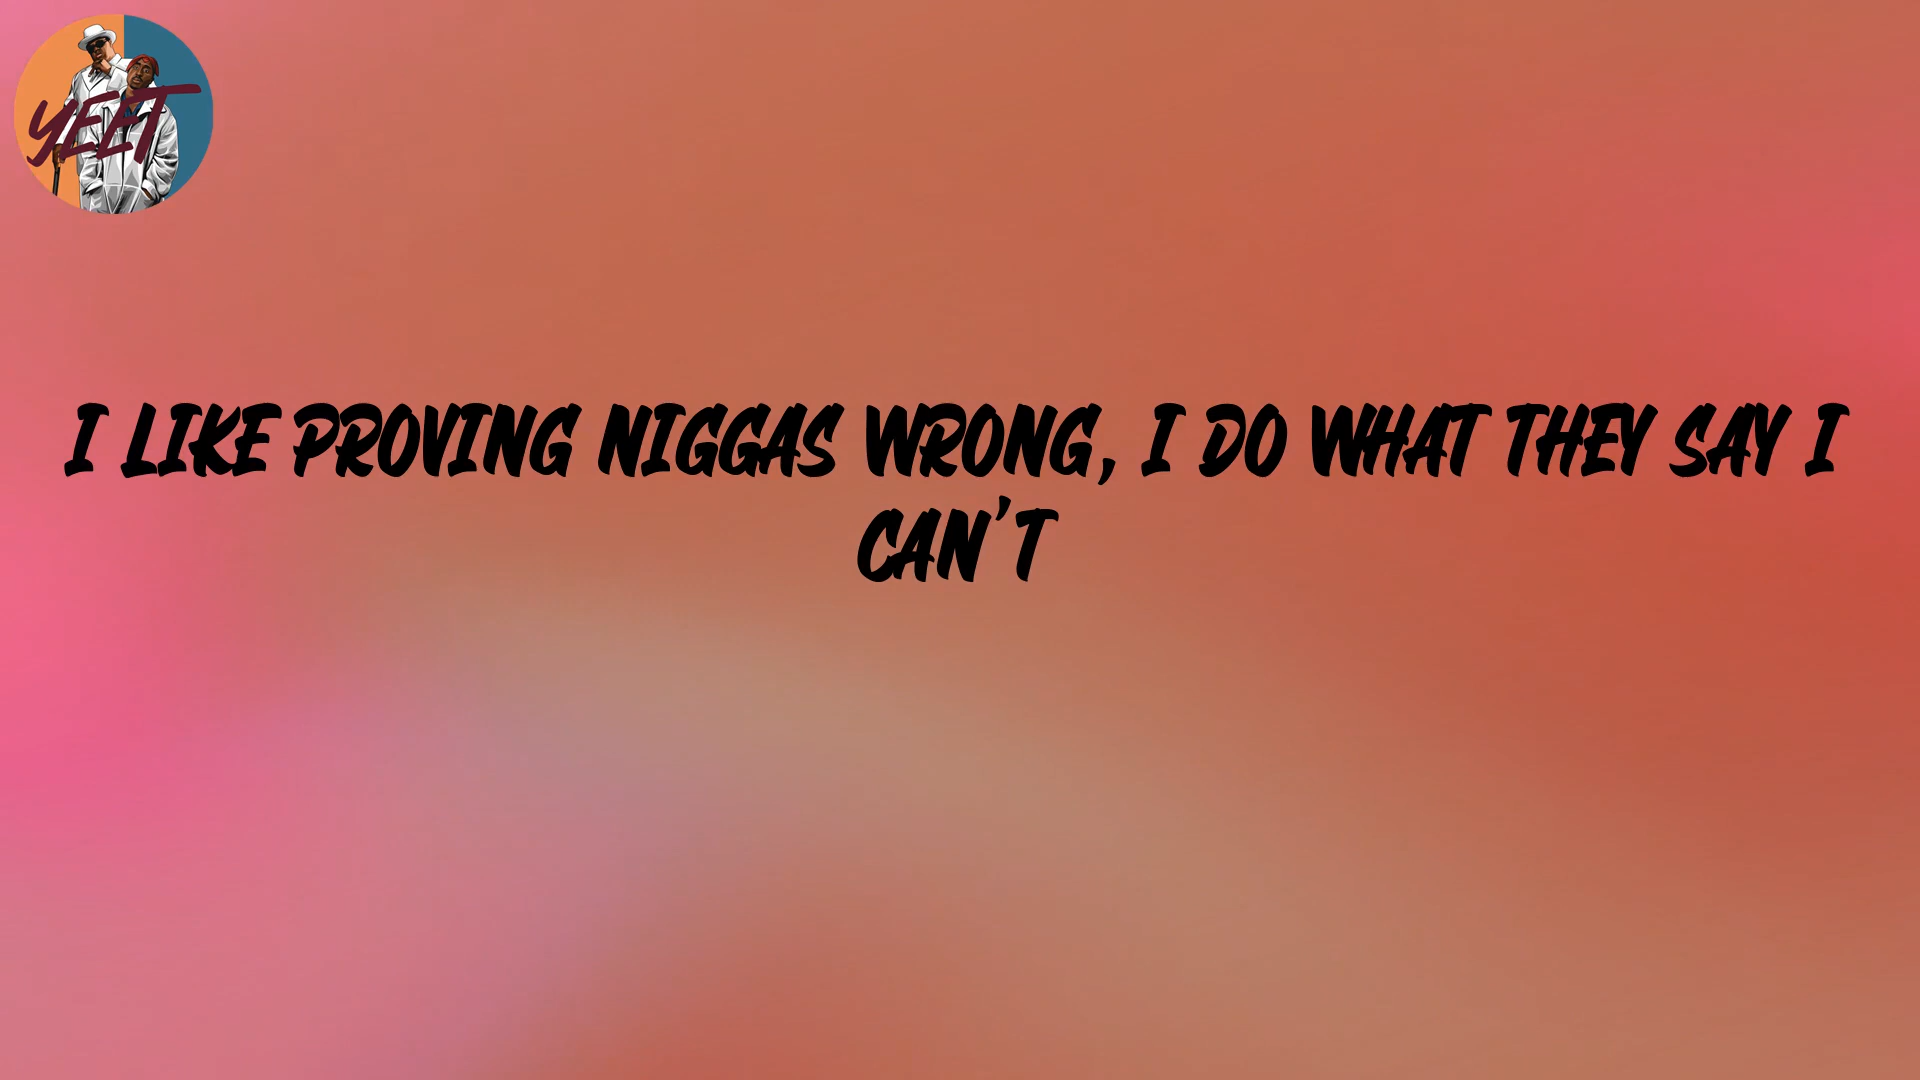 YEET
I LIKE PROVING NIGGAS WRONG, I DO WHAT THEY SAY I
CAN'T